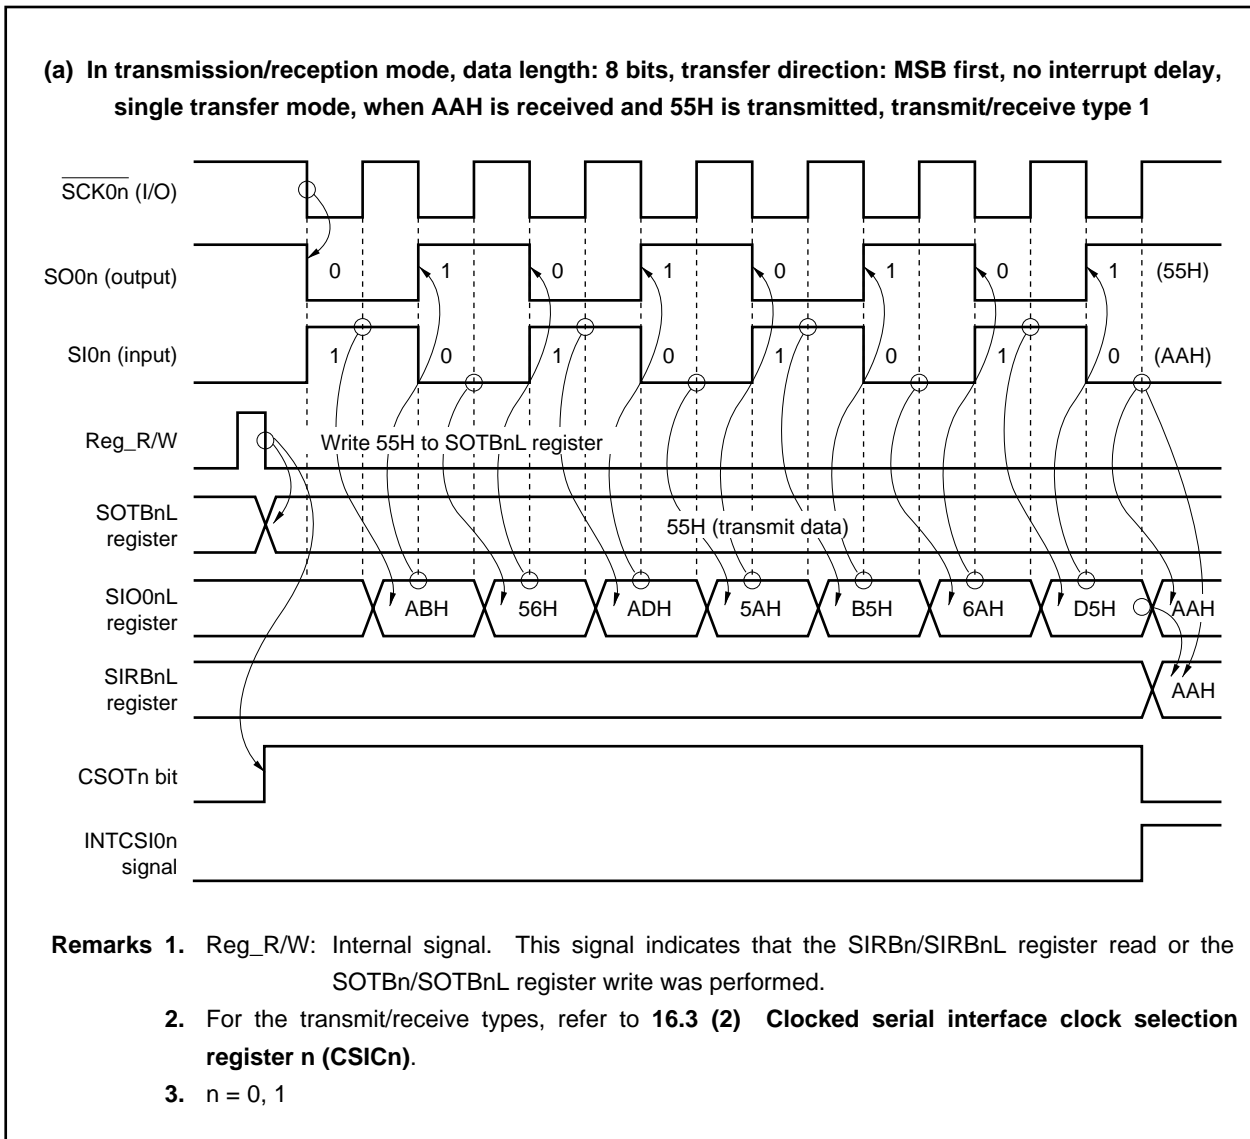 (a) In transmission/reception mode, data length: 8 bits, transfer direction: MSB first, no interrupt delay,
single transfer mode, when AAH is received and 55H is transmitted, transmit/receive type 1
SCK0n (I/O)
SO0n (output)
0 1 0 1 0 1 0 1 (55H)
SI0n (input)
1 0 1 0 1 0 1 0 (AAH)
Reg_R/W
Write 55H to SOTBnL register
SOTBnL
register
55H (transmit data)
SIO0nL
register
ABH 56H ADH 5AH B5H 6AH D5H AAH
SIRBnL
register
AAH
CSOTn bit
INTCSI0n
signal
Remarks 1. Reg_R/W: Internal signal. This signal indicates that the SIRBn/SIRBnL register read or the
SOTBn/SOTBnL register write was performed.
2. For the transmit/receive types, refer to 16.3 (2) Clocked serial interface clock selection
register n (CSICn).
3. n = 0, 1